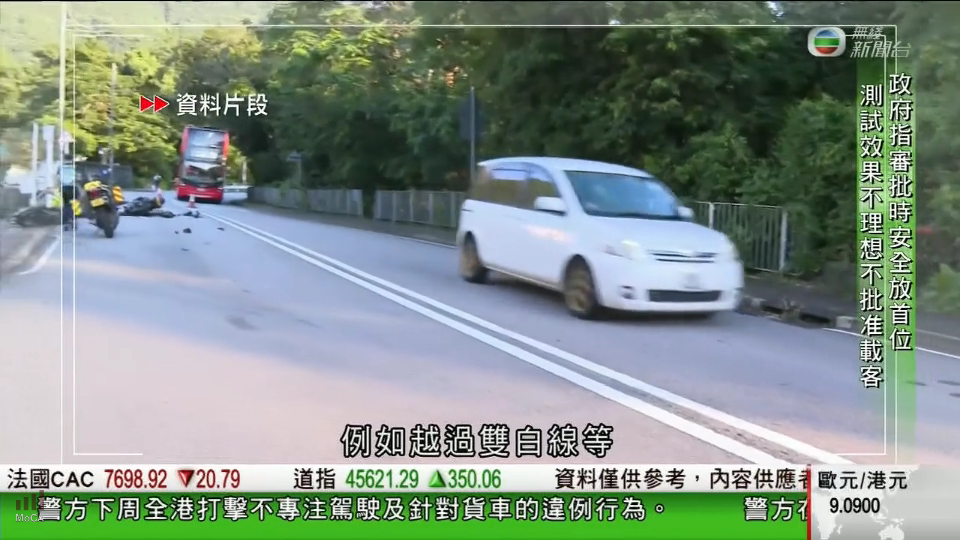 無綫
新聞台
資料片段
政府指審批時安全放首位
測試效果不理想不批准載客
例如越過雙白線等
法國CAC 7698.92 ▼20.79 道指 45621.29 ▲350.06 資料僅供參考，內容供應者
歐元/港元
9.0900
警方下周全港打擊不專注駕駛及針對貨車的違例行為。 警方在